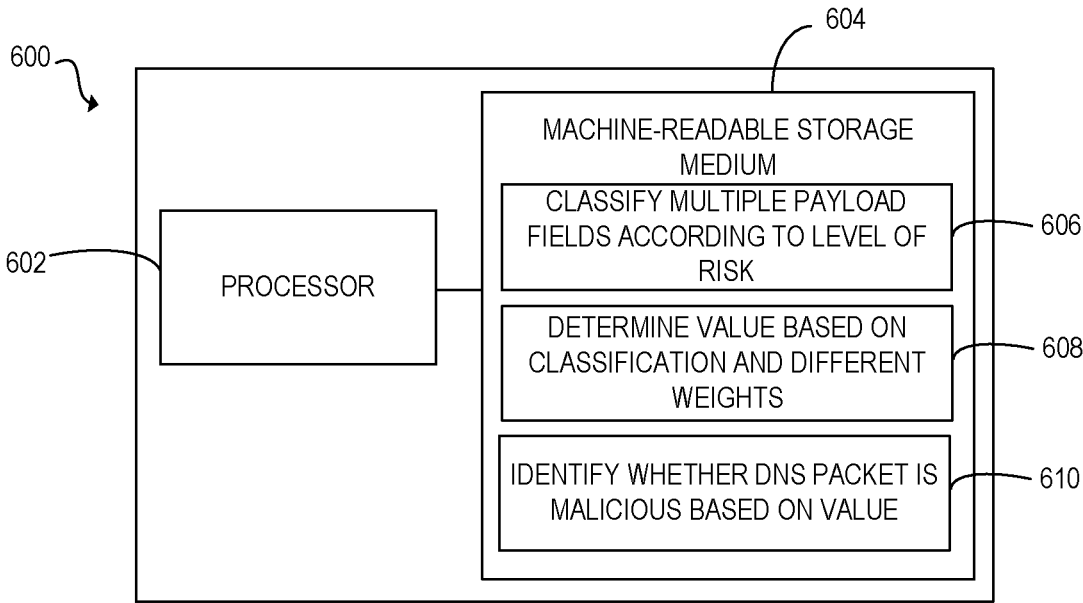 604
600
MACHINE-READABLE STORAGE
MEDIUM
CLASSIFY MULTIPLE PAYLOAD
FIELDS ACCORDING TO LEVEL OF
RISK
606
602
PROCESSOR
DETERMINE VALUE BASED ON
CLASSIFICATION AND DIFFERENT
WEIGHTS
608
IDENTIFY WHETHER DNS PACKET IS
MALICIOUS BASED ON VALUE
610